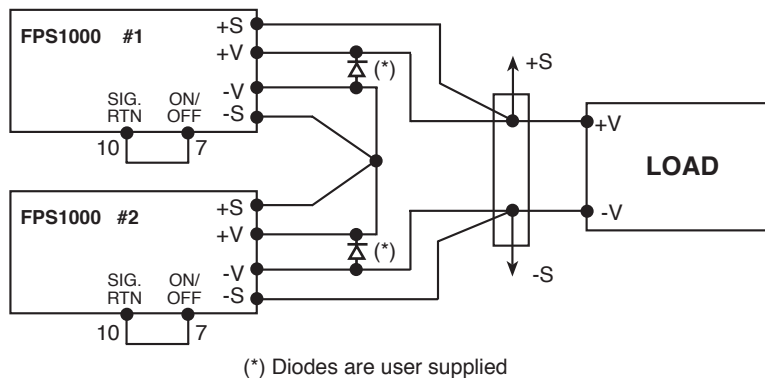 FPS1000 #1
+S
+V
-V
-S
SIG.
RTN
ON/
OFF
10
7
(*)
+S
+V
LOAD
-V
-S
FPS1000 #2
+S
+V
-V
-S
SIG.
RTN
ON/
OFF
10
7
(*)
(*) Diodes are user supplied